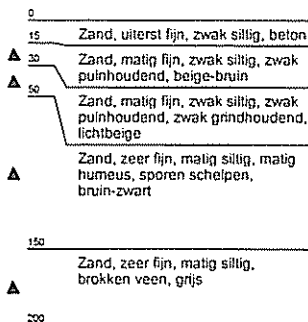 0
15
Zand, uiterst fijn, zwak siltig, beton
30
Zand, matig fijn, zwak siltig, zwak
puinhoudend, beige-bruin
50
Zand, matig fijn, zwak siltig, zwak
puinhoudend, zwak grindhoudend,
lichtbeige
Zand, zeer fijn, matig siltig, matig
humeus, sporen schelpen,
bruin-zwart
150
Zand, zeer fijn, matig siltig,
brokken veen, grijs
200